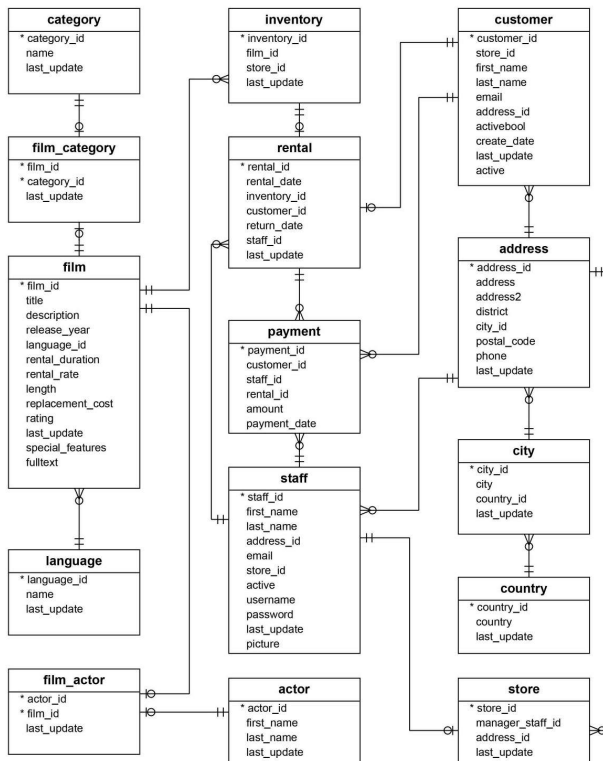 category
* category_id
name
last_update
film_category
* film_id
* category_id
last_update
film
* film_id
title
description
release_year
language_id
rental_duration
rental_rate
length
replacement_cost
rating
last_update
special_features
fulltext
language
* language_id
name
last_update
film_actor
* actor_id
* film_id
last_update
inventory
* inventory_id
film_id
store_id
last_update
rental
* rental_id
rental_date
inventory_id
customer_id
return_date
staff_id
last_update
payment
* payment_id
customer_id
staff_id
rental_id
amount
payment_date
staff
* staff_id
first_name
last_name
address_id
email
store_id
active
username
password
last_update
picture
actor
* actor_id
first_name
last_name
last_update
customer
* customer_id
store_id
first_name
last_name
email
address_id
activebool
create_date
last_update
active
address
* address_id
address
address2
district
city_id
postal_code
phone
last_update
city
* city_id
city
country_id
last_update
country
* country_id
country
last_update
store
* store_id
manager_staff_id
address_id
last_update